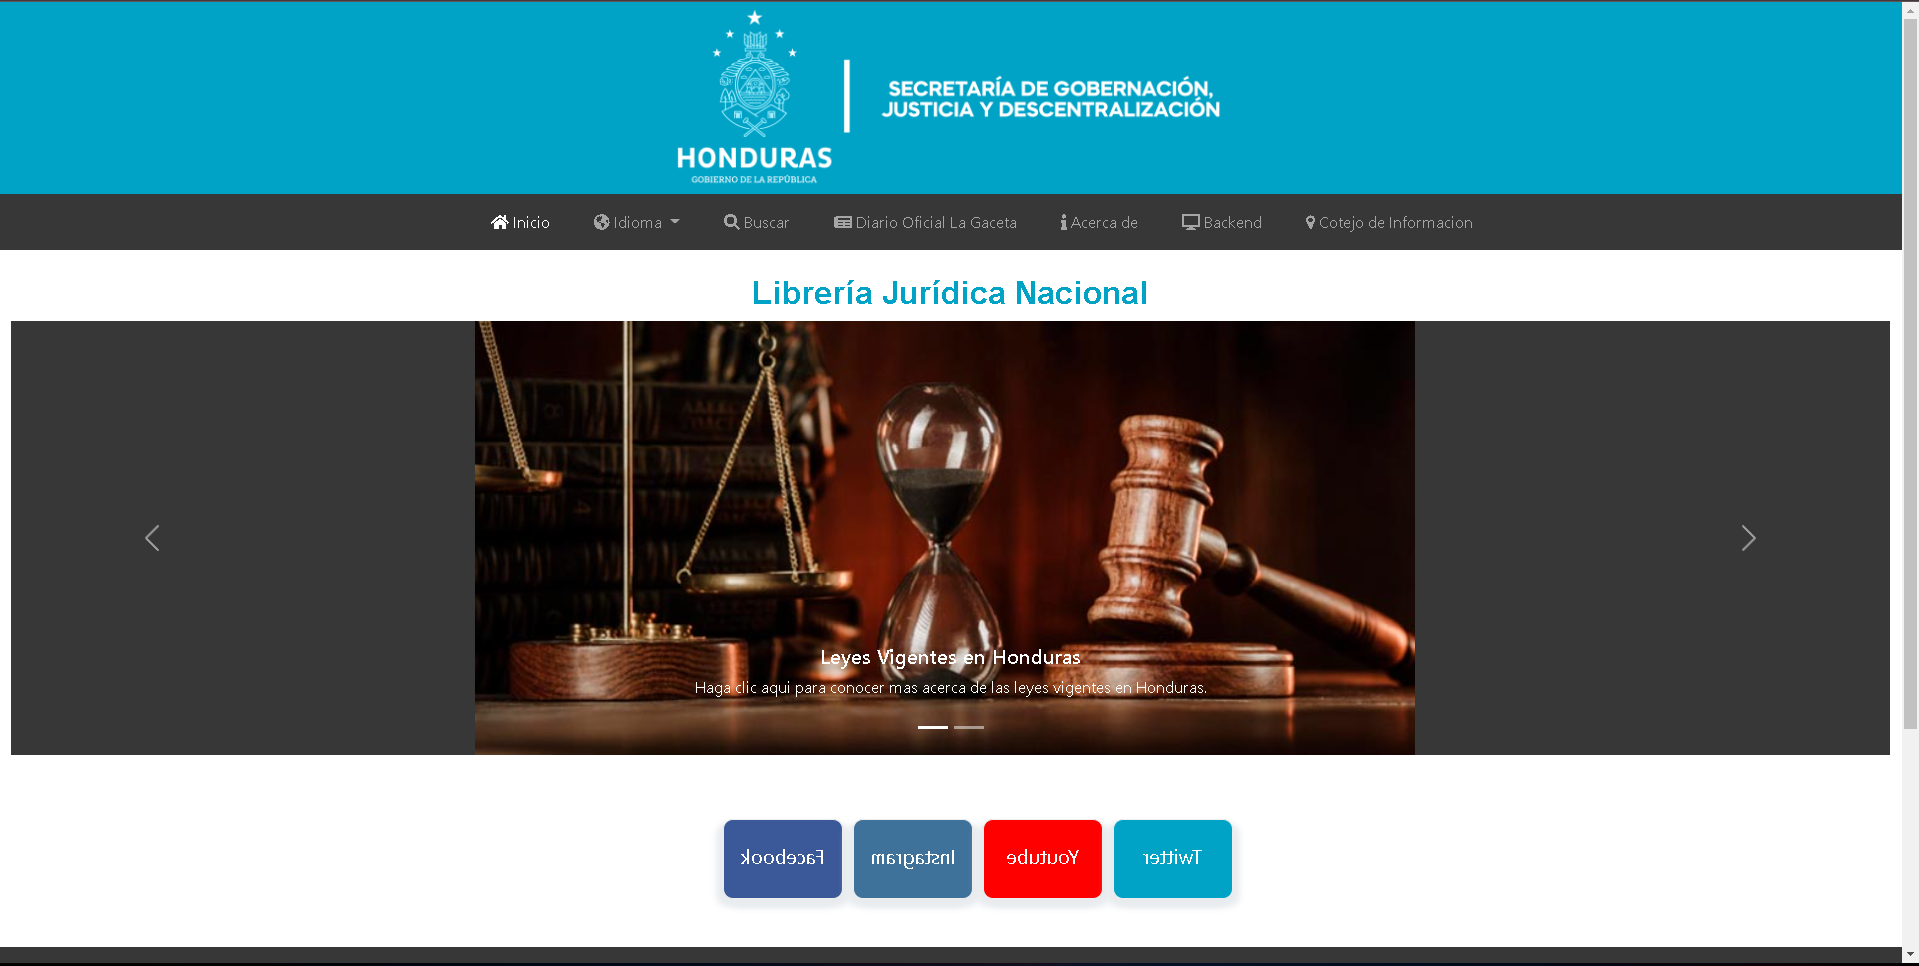 SECRETARÍA DE GOBERNACIÓN,
JUSTICIA Y DESCENTRALIZACIÓN
HONDURAS
GOBIERNO DE LA REPÚBLICA
Inicio Idioma Buscar Diario Oficial La Gaceta Acerca de Backend Cotejo de Informacion
Librería Jurídica Nacional
Leyes Vigentes en Honduras
Haga clic aqui para conocer mas acerca de las leyes vigentes en Honduras.
Facebook Instagram Youtube Twitter